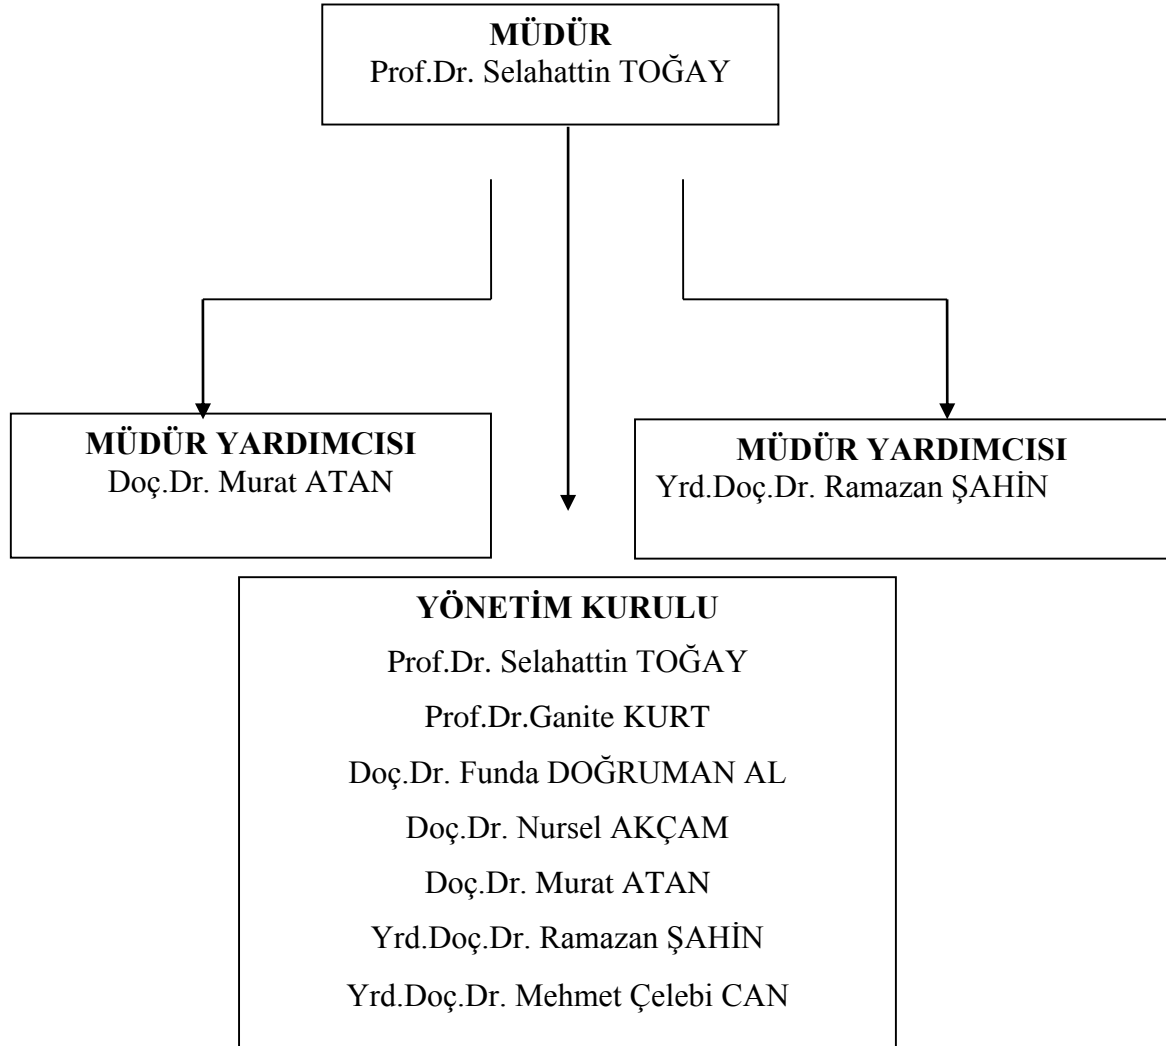 MÜDÜR
Prof.Dr. Selahattin TOĞAY
MÜDÜR YARDIMCISI
Doç.Dr. Murat ATAN
MÜDÜR YARDIMCISI
Yrd.Doç.Dr. Ramazan ŞAHİN
YÖNETİM KURULU
Prof.Dr. Selahattin TOĞAY
Prof.Dr.Ganite KURT
Doç.Dr. Funda DOĞRUMAN AL
Doç.Dr. Nursel AKÇAM
Doç.Dr. Murat ATAN
Yrd.Doç.Dr. Ramazan ŞAHİN
Yrd.Doç.Dr. Mehmet Çelebi CAN